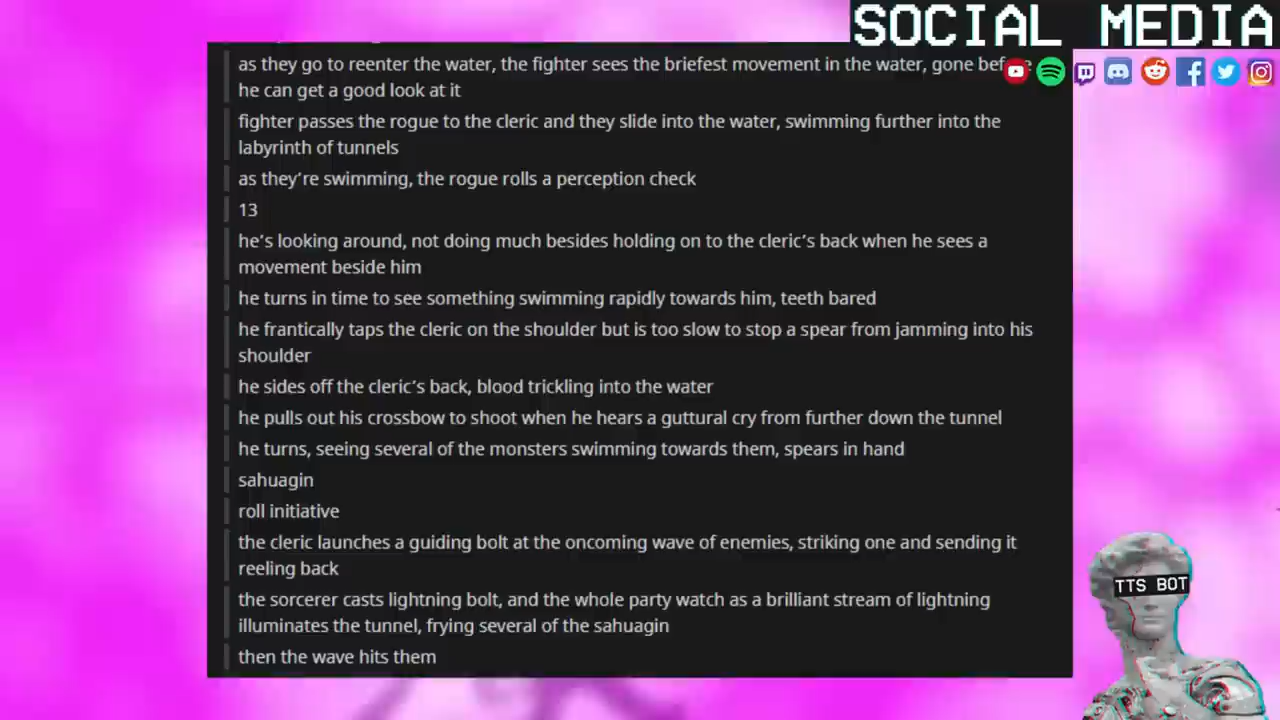 SOCIAL MEDIA
as they go to reenter the water, the fighter sees the briefest movement in the water, gone before
he can get a good look at it
fighter passes the rogue to the cleric and they slide into the water, swimming further into the
labyrinth of tunnels
as they're swimming, the rogue rolls a perception check
13
he's looking around, not doing much besides holding on to the cleric's back when he sees a
movement beside him
he turns in time to see something swimming rapidly towards him, teeth bared
he frantically taps the cleric on the shoulder but is too slow to stop a spear from jamming into his
shoulder
he sides off the cleric's back, blood trickling into the water
he pulls out his crossbow to shoot when he hears a guttural cry from further down the tunnel
he turns, seeing several of the monsters swimming towards them, spears in hand
sahuagin
roll initiative
the cleric launches a guiding bolt at the oncoming wave of enemies, striking one and sending it
reeling back
the sorcerer casts lightning bolt, and the whole party watch as a brilliant stream of lightning
illuminates the tunnel, frying several of the sahuagin
then the wave hits them
TTS BOT